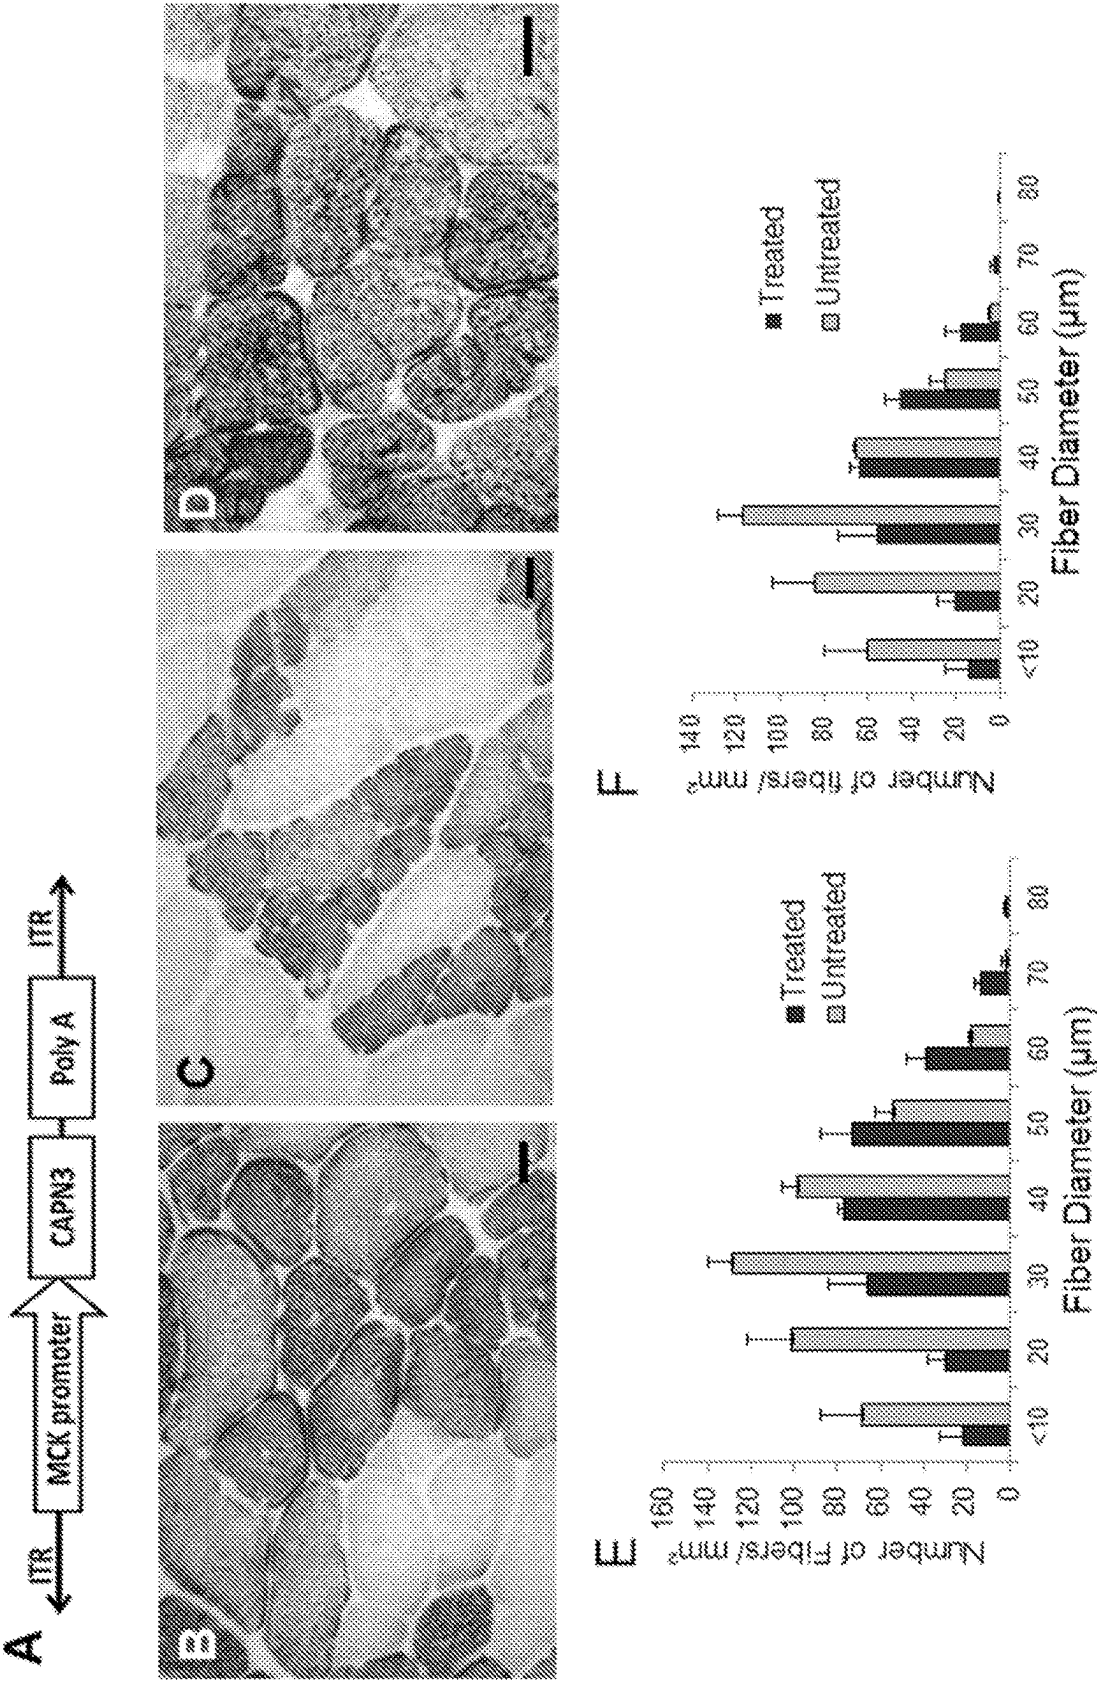 A
ITR
MCK promoter
CAPN3
Poly A
ITR
B
C
D
E
Number of Fibers/ mm²
160
140
120
100
80
60
40
20
0
<10
20
30
40
50
60
70
80
Fiber Diameter (µm)
Treated
Untreated
F
Number of fibers/ mm²
140
120
100
80
60
40
20
0
<10
20
30
40
50
60
70
80
Fiber Diameter (µm)
Treated
Untreated